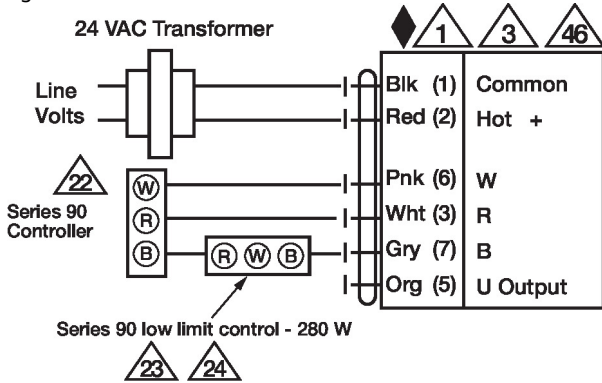 24 VAC Transformer
1 3 46
Line
Volts
Blk (1) Common
Red (2) Hot +
22
Series 90
Controller
W
R
B
R W B
Pnk (6) W
Wht (3) R
Gry (7) B
Org (5) U Output
Series 90 low limit control - 280 W
23 24